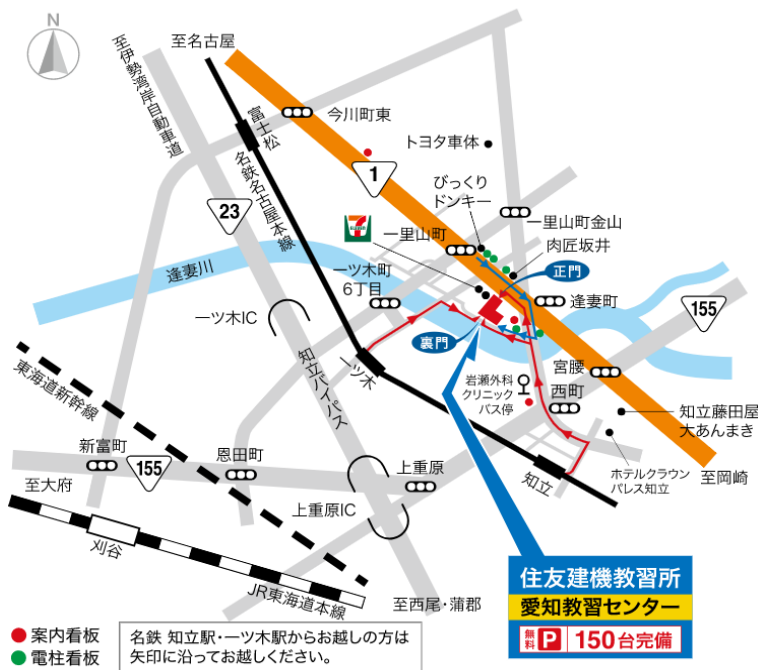 N
至名古屋
至伊勢湾岸自動車道
富士松
今川町東
トヨタ車体
1
名鉄名古屋本線
びっくり
ドンキー
23
一里山町金山
一里山町
肉匠坂井
正門
逢妻川
一ツ木町
6丁目
逢妻町
155
一ツ木IC
裏門
知立バイパス
一ツ木
宮腰
岩瀬外科
クリニック
バス停
西町
東海道新幹線
知立藤田屋
大あんまき
新富町
155
恩田町
上重原
知立
ホテルクラウン
パレス知立
至岡崎
至大府
上重原IC
刈谷
JR東海道本線
至西尾・蒲郡
住友建機教習所
愛知教習センター
無料 P 150台完備
案内看板
電柱看板
名鉄 知立駅・一ツ木駅からお越しの方は
矢印に沿ってお越しください。